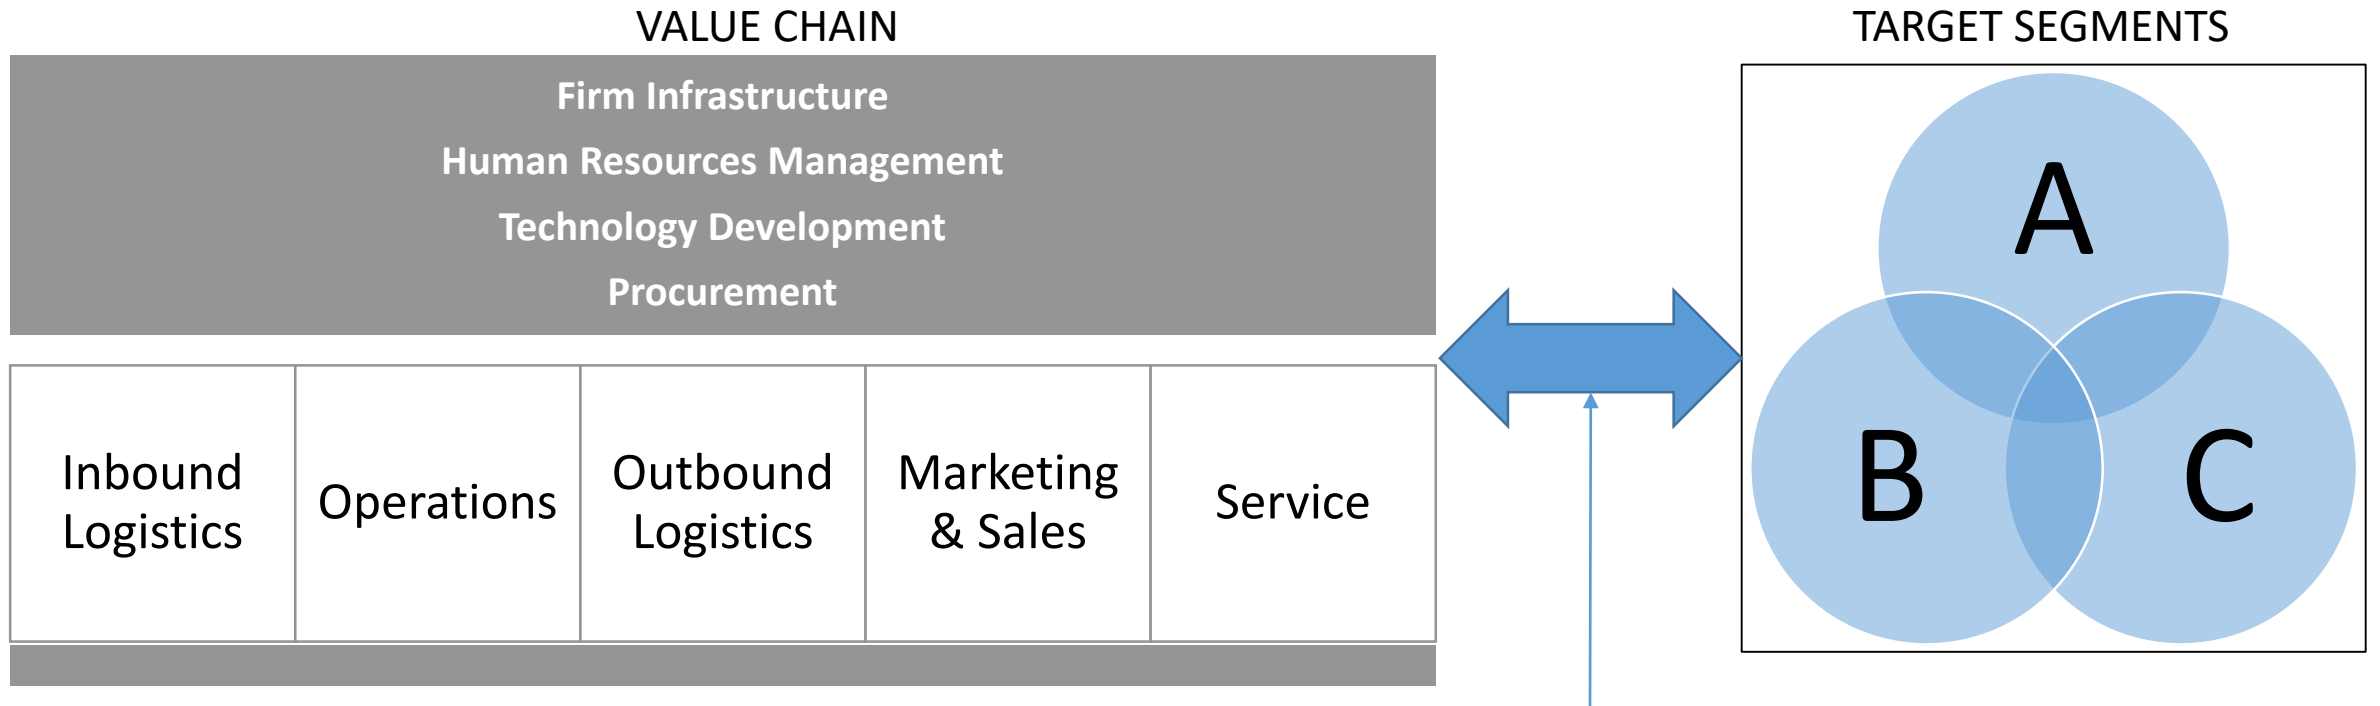 VALUE CHAIN
Firm Infrastructure
Human Resources Management
Technology Development
Procurement
Inbound
Logistics
Operations
Outbound
Logistics
Marketing
& Sales
Service
TARGET SEGMENTS
A
B
C